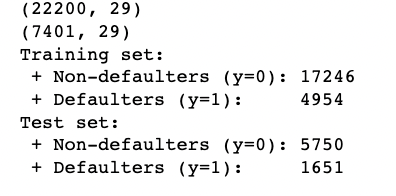 (22200, 29)
(7401, 29)
Training set:
 + Non-defaulters (y=0): 17246
 + Defaulters (y=1):     4954
Test set:
 + Non-defaulters (y=0): 5750
 + Defaulters (y=1):     1651